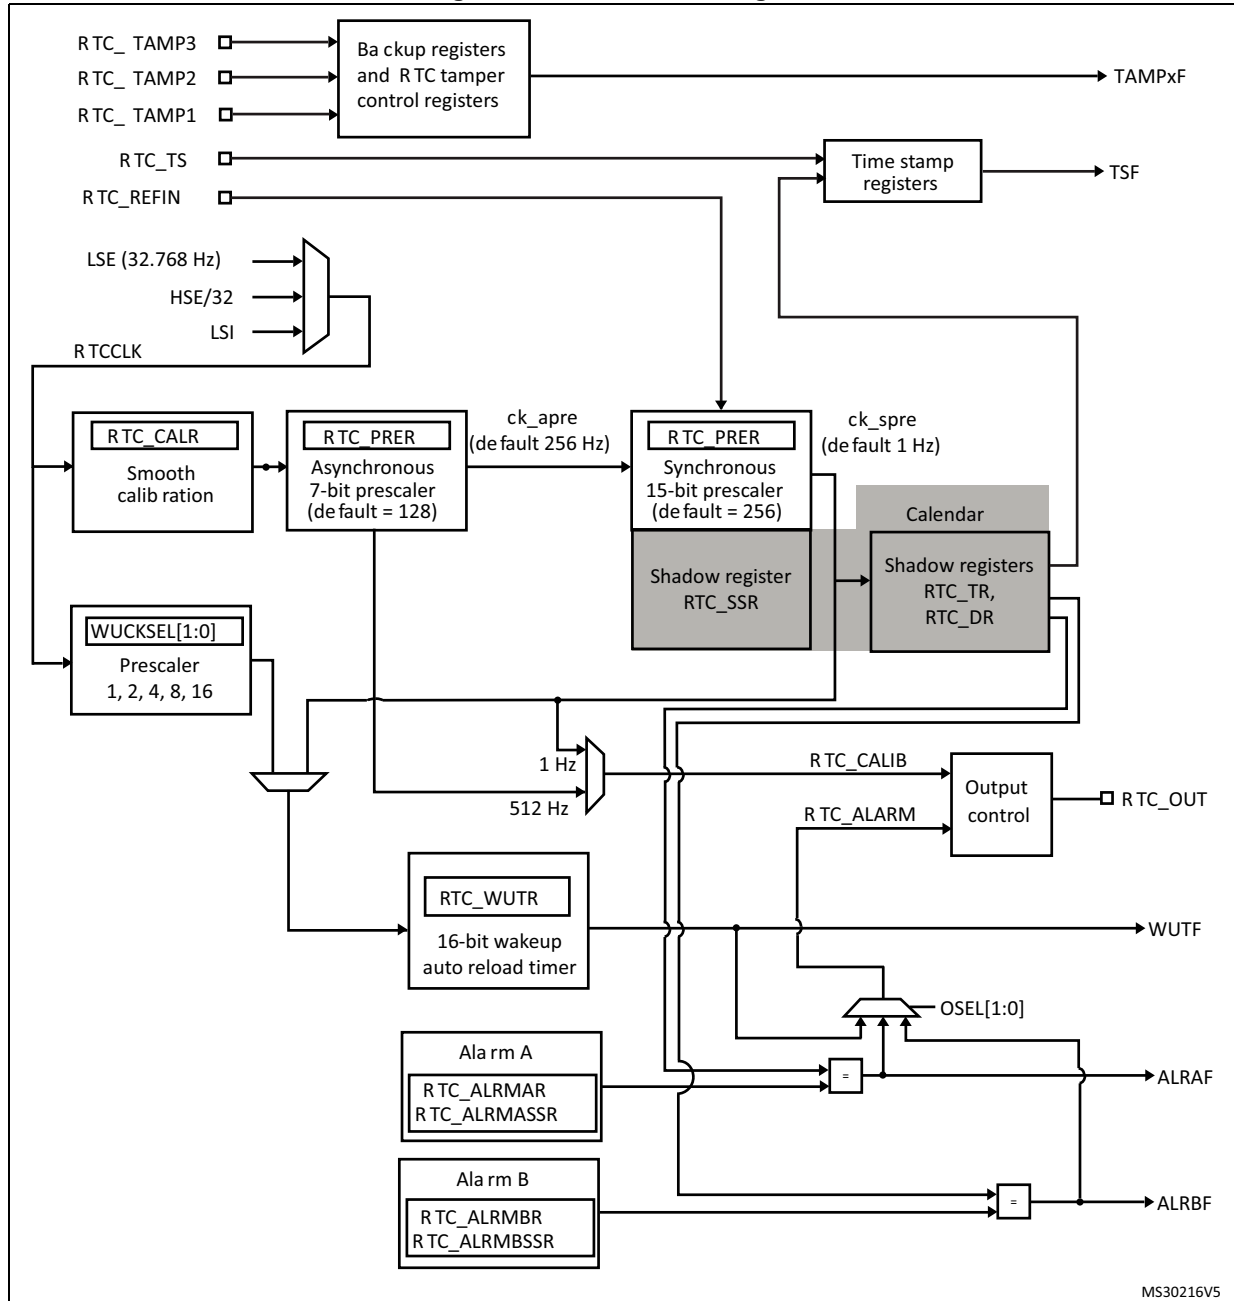 RTC_TAMP3
RTC_TAMP2
RTC_TAMP1
Backup registers
and RTC tamper
control registers
TAMPxF
RTC_TS
RTC_REFIN
Time stamp
registers
TSF
LSE (32.768 Hz)
HSE/32
LSI
RTCCLK
RTC_CALR
Smooth
calibration
RTC_PRER
Asynchronous
7-bit prescaler
(default = 128)
ck_apre
(default 256 Hz)
RTC_PRER
Synchronous
15-bit prescaler
(default = 256)
ck_spre
(default 1 Hz)
Calendar
Shadow register
RTC_SSR
Shadow registers
RTC_TR,
RTC_DR
WUCKSEL[1:0]
Prescaler
1, 2, 4, 8, 16
1 Hz
512 Hz
RTC_CALIB
RTC_ALARM
Output
control
RTC_OUT
RTC_WUTR
16-bit wakeup
auto reload timer
WUTF
OSEL[1:0]
Alarm A
RTC_ALRMAR
RTC_ALRMASSR
=
ALRAF
Alarm B
RTC_ALRMBR
RTC_ALRMBSSR
=
ALRBF
MS30216V5